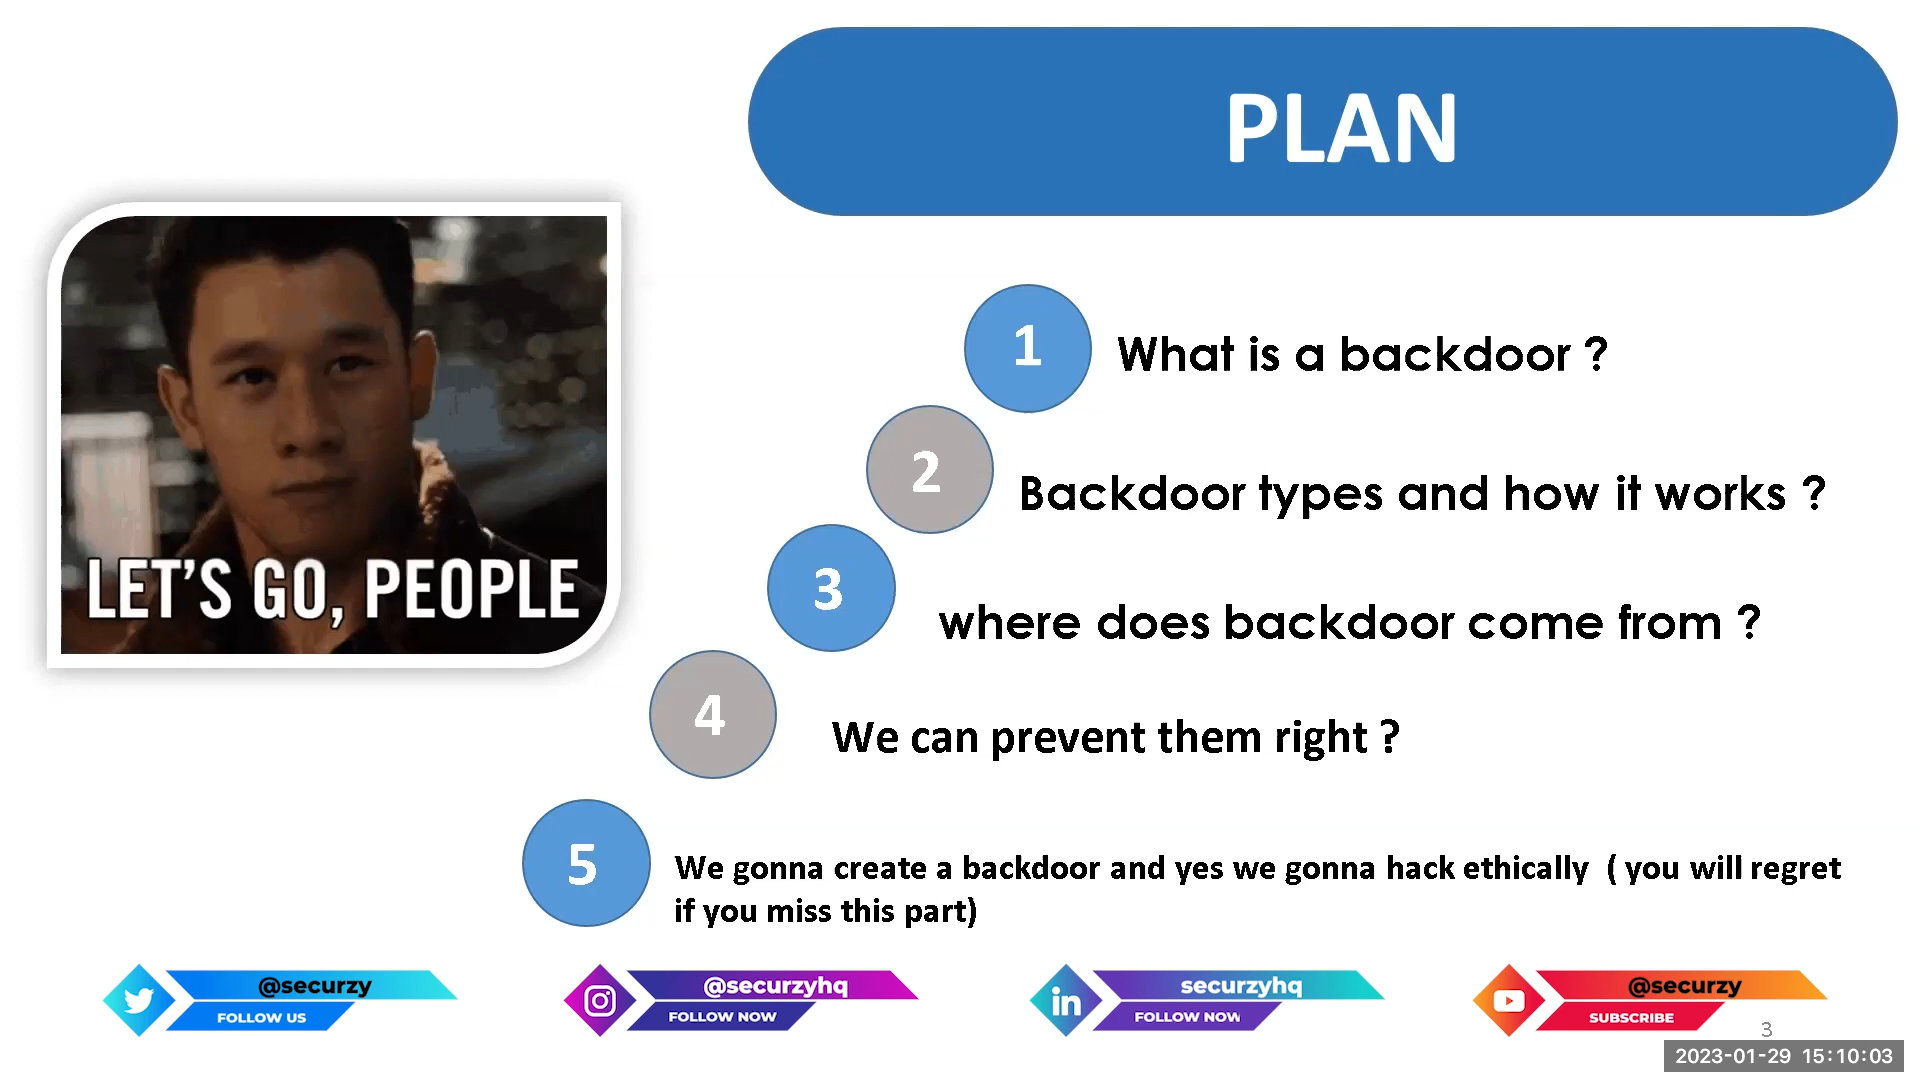 PLAN
LET'S GO, PEOPLE
1
What is a backdoor ?
2
Backdoor types and how it works ?
3
where does backdoor come from ?
4
We can prevent them right ?
5
We gonna create a backdoor and yes we gonna hack ethically ( you will regret
if you miss this part)
@securzy
FOLLOW US
@securzyhq
FOLLOW NOW
in
securzyhq
FOLLOW NOW
@securzy
SUBSCRIBE
3
2023-01-29 15:10:03